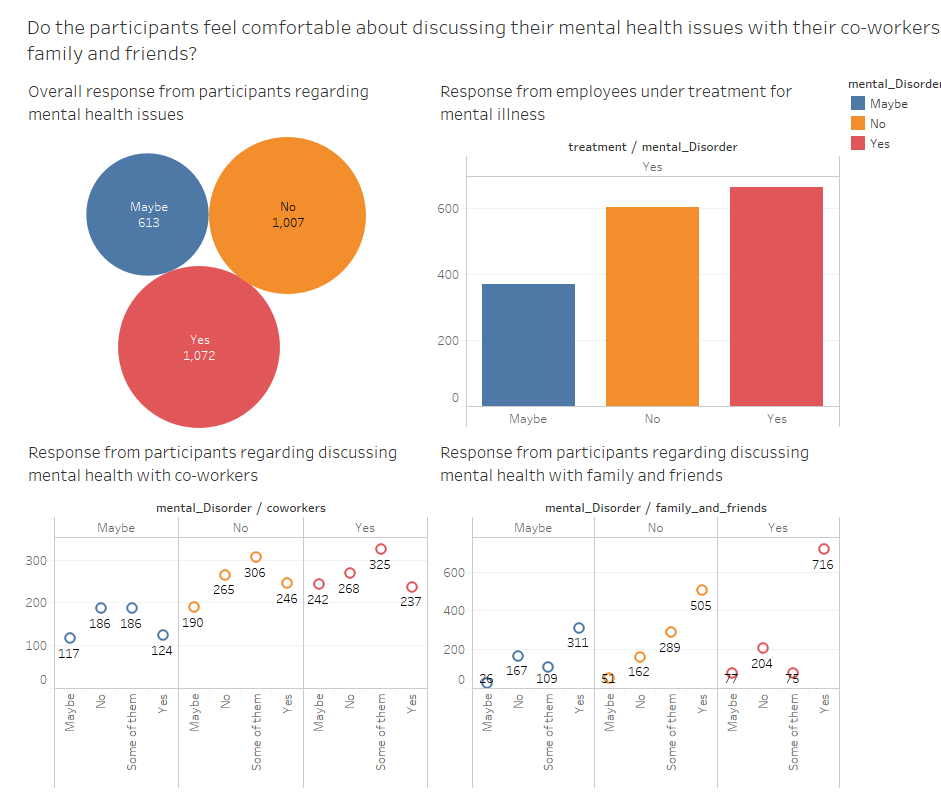 Do the participants feel comfortable about discussing their mental health issues with their co-workers
family and friends?
Overall response from participants regarding
mental health issues
Maybe
613
No
1,007
Yes
1,072
Response from employees under treatment for
mental illness
treatment / mental_Disorder
Yes
600
400
200
0
Maybe
No
Yes
mental_Disorder
Maybe
No
Yes
Response from participants regarding discussing
mental health with co-workers
mental_Disorder / coworkers
Maybe
No
Yes
300
200
100
0
117
186
186
124
190
265
306
246
242
268
325
237
Maybe
No
Some of them
Yes
Maybe
No
Some of them
Yes
Maybe
No
Some of them
Yes
Response from participants regarding discussing
mental health with family and friends
mental_Disorder / family_and_friends
Maybe
No
Yes
600
400
200
0
26
167
109
311
51
162
289
505
77
204
75
716
Maybe
No
Some of them
Yes
Maybe
No
Some of them
Yes
Maybe
No
Some of them
Yes